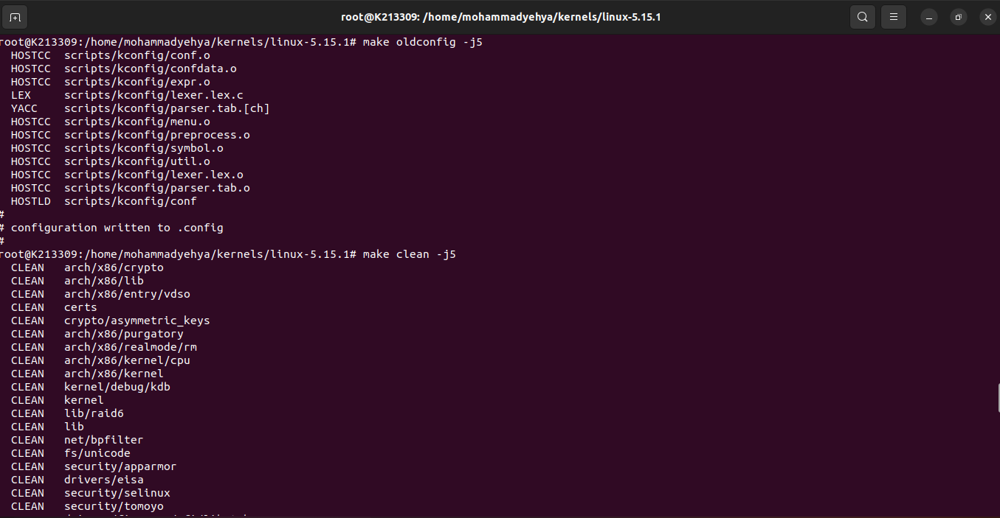 root@K213309: /home/mohammadyehya/kernels/linux-5.15.1
root@K213309:/home/mohammadyehya/kernels/linux-5.15.1# make oldconfig -j5
  HOSTCC  scripts/kconfig/conf.o
  HOSTCC  scripts/kconfig/confdata.o
  HOSTCC  scripts/kconfig/expr.o
  LEX     scripts/kconfig/lexer.lex.c
  YACC    scripts/kconfig/parser.tab.[ch]
  HOSTCC  scripts/kconfig/menu.o
  HOSTCC  scripts/kconfig/preprocess.o
  HOSTCC  scripts/kconfig/symbol.o
  HOSTCC  scripts/kconfig/util.o
  HOSTCC  scripts/kconfig/lexer.lex.o
  HOSTCC  scripts/kconfig/parser.tab.o
  HOSTLD  scripts/kconfig/conf
#
# configuration written to .config
#
root@K213309:/home/mohammadyehya/kernels/linux-5.15.1# make clean -j5
  CLEAN   arch/x86/crypto
  CLEAN   arch/x86/lib
  CLEAN   arch/x86/entry/vdso
  CLEAN   certs
  CLEAN   crypto/asymmetric_keys
  CLEAN   arch/x86/purgatory
  CLEAN   arch/x86/realmode/rm
  CLEAN   arch/x86/kernel/cpu
  CLEAN   arch/x86/kernel
  CLEAN   kernel/debug/kdb
  CLEAN   kernel
  CLEAN   lib/raid6
  CLEAN   lib
  CLEAN   net/bpfilter
  CLEAN   fs/unicode
  CLEAN   security/apparmor
  CLEAN   drivers/eisa
  CLEAN   security/selinux
  CLEAN   security/tomoyo